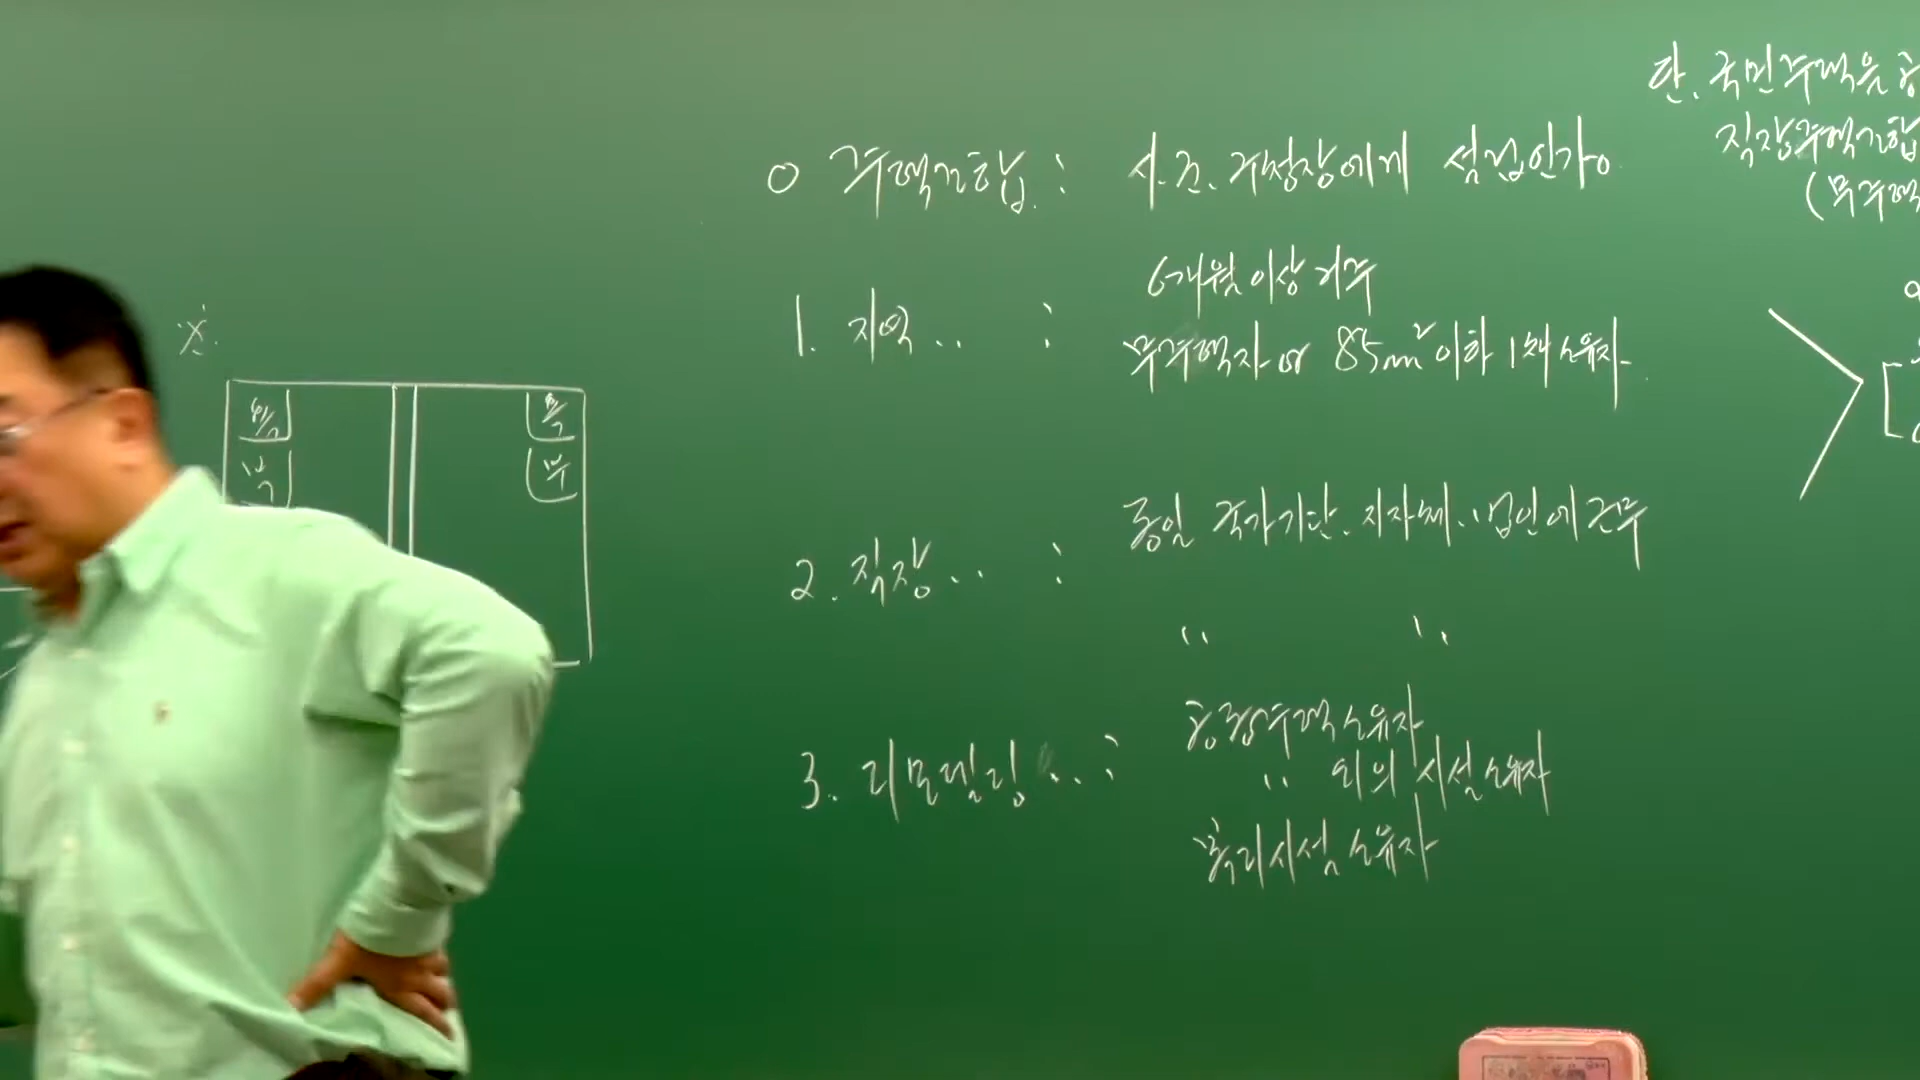 ○ 주택조합 : 시.군.구청장에게 설립인가
1. 지역 〃 :
6개월 이상 거주
무주택자 or 85m² 이하 1채 소유자
2. 직장 〃 :
동일 국가기관. 지자체. 법인에 근무
〃 〃
3. 리모델링 〃 :
공동주택 소유자
〃 외의 시설 소유자
복리시설 소유자
단. 국민주택을 공
직장주택조합
(무주택